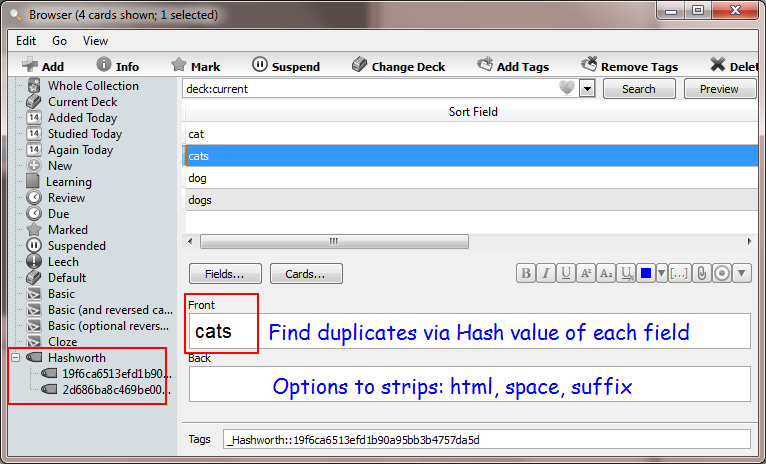 Browser (4 cards shown; 1 selected)
Edit Go View
Add Info Mark Suspend Change Deck Add Tags Remove Tags Delet
Whole Collection
Current Deck
Added Today
Studied Today
Again Today
New
Learning
Review
Due
Marked
Suspended
Leech
Default
Basic
Basic (and reversed ca...
Basic (optional revers...
Cloze
Hashworth
19f6ca6513efd1b90...
2d686ba8c469be00...
deck:current Search Preview
Sort Field
cat
cats
dog
dogs
Fields... Cards... B I U A² A₂ U [...]
Front
cats Find duplicates via Hash value of each field
Back
Options to strips: html, space, suffix
Tags _Hashworth::19f6ca6513efd1b90a95bb3b4757da5d